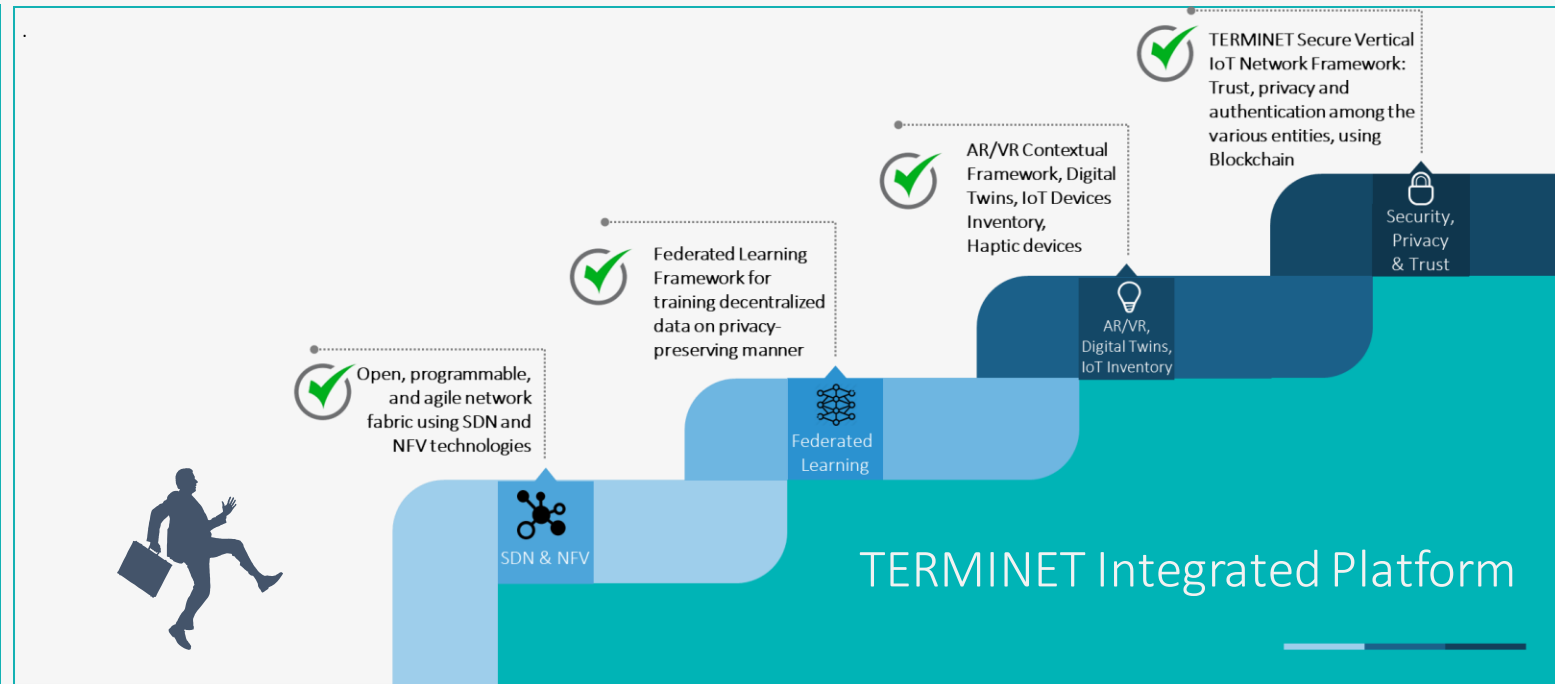 .
TERMINET Secure Vertical
IoT Network Framework:
Trust, privacy and
authentication among the
various entities, using
Blockchain
AR/VR Contextual
Framework, Digital
Twins, IoT Devices
Inventory,
Haptic devices
Security,
Privacy
& Trust
Federated Learning
Framework for
training decentralized
data on privacy-
preserving manner
AR/VR,
Digital Twins,
IoT Inventory
Open, programmable,
and agile network
fabric using SDN and
NFV technologies
Federated
Learning
SDN & NFV
TERMINET Integrated Platform